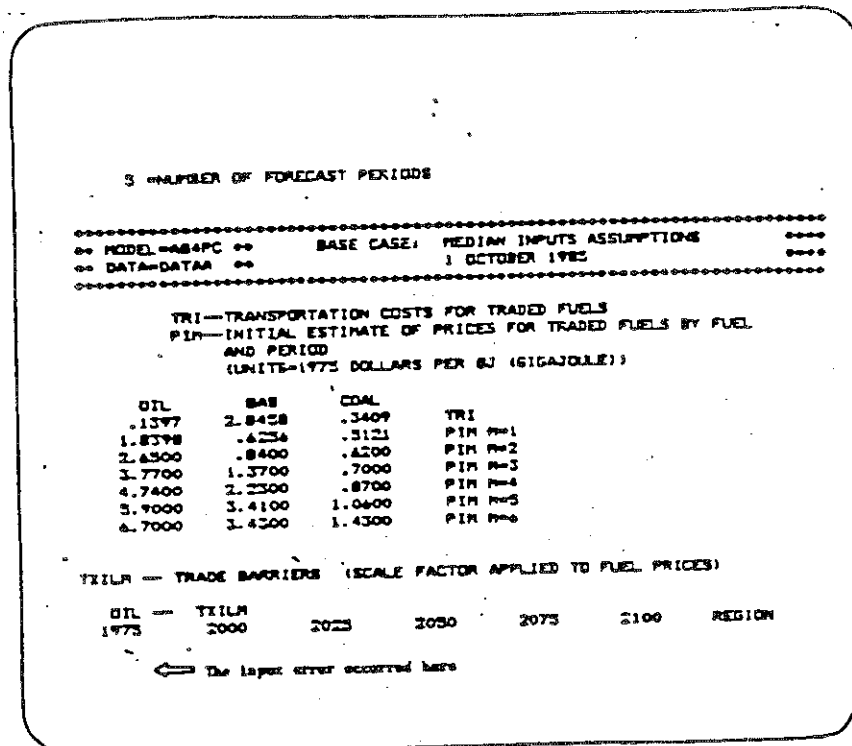 5 =NUMBER OF FORECAST PERIODS
** MODEL=AB4PC ** BASE CASE: MEDIAN INPUTS ASSUMPTIONS ****
** DATA=DATAA ** 1 OCTOBER 1985 ****
TRI--TRANSPORTATION COSTS FOR TRADED FUELS
PIM--INITIAL ESTIMATE OF PRICES FOR TRADED FUELS BY FUEL
AND PERIOD
(UNITS=1975 DOLLARS PER GJ (GIGAJOULE))
OIL GAS COAL
.1397 2.8458 .3409 TRI
1.8398 .6256 .5121 PIM M=1
2.6500 .8400 .6200 PIM M=2
3.7700 1.3700 .7000 PIM M=3
4.7400 2.2300 .8700 PIM M=4
5.9000 3.4100 1.0600 PIM M=5
6.7000 3.4500 1.4300 PIM M=6
TXILM -- TRADE BARRIERS (SCALE FACTOR APPLIED TO FUEL PRICES)
OIL -- TXILM
1975 2000 2025 2050 2075 2100 REGION
The input error occurred here